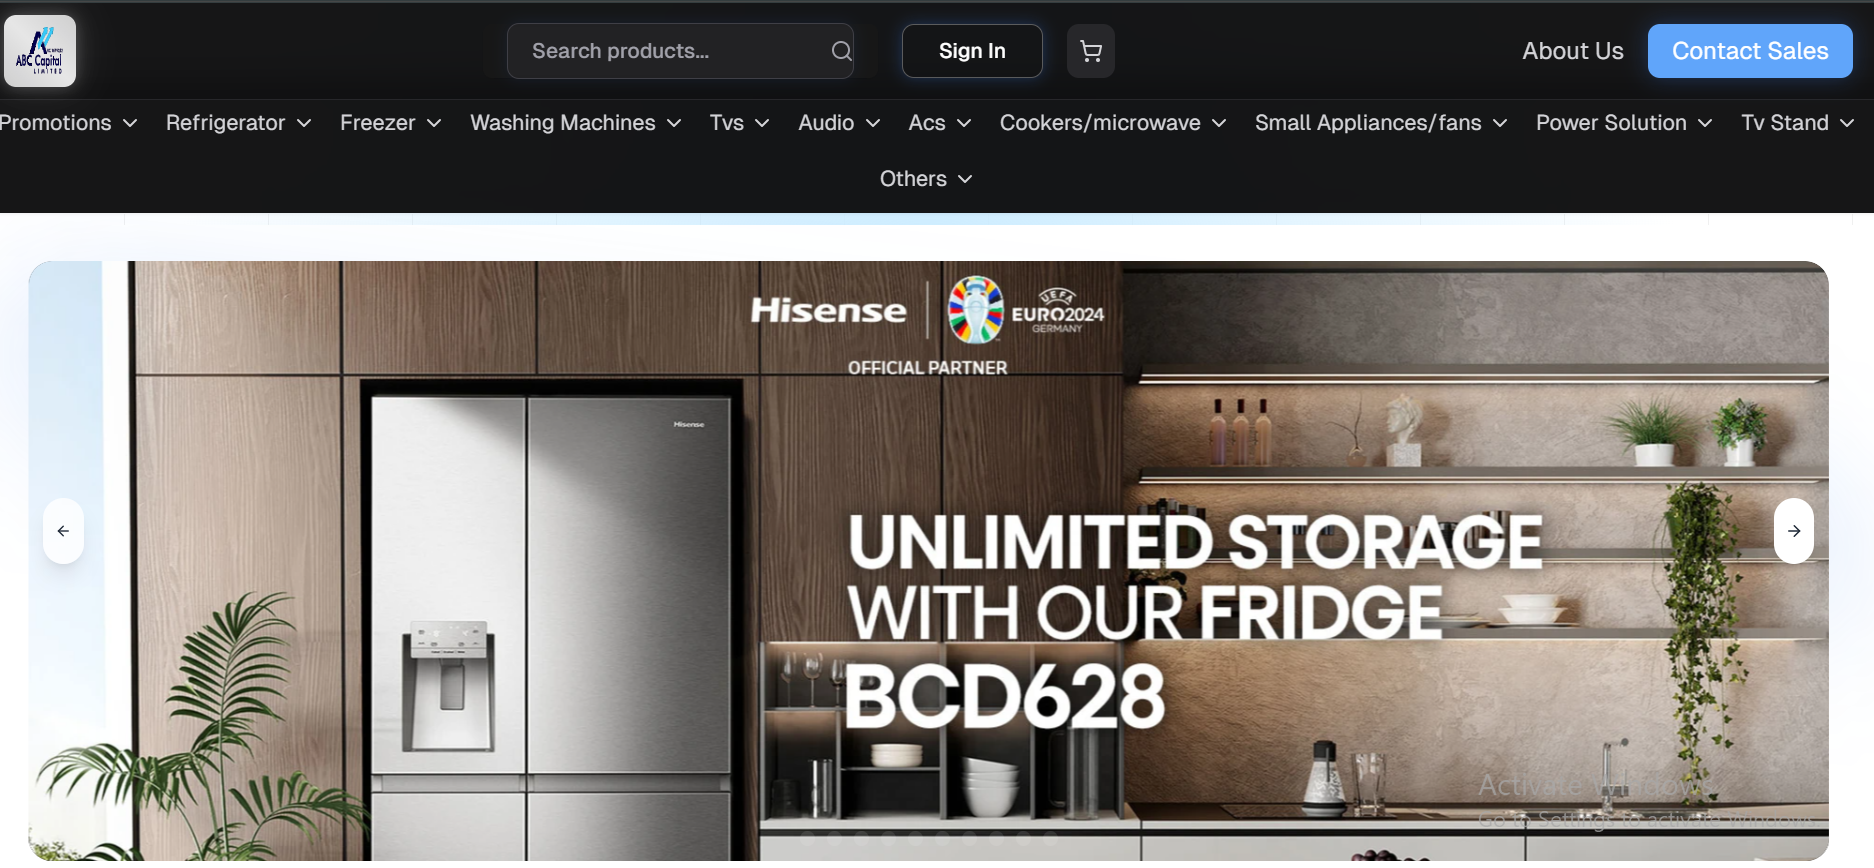 ABC Capital
LIMITED
Search products...
Sign In
About Us
Contact Sales
Promotions
Refrigerator
Freezer
Washing Machines
Tvs
Audio
Acs
Cookers/microwave
Small Appliances/fans
Power Solution
Tv Stand
Others
Hisense
UEFA
EURO2024
GERMANY
OFFICIAL PARTNER
Hisense
UNLIMITED STORAGE
WITH OUR FRIDGE
BCD628
Activate Windows
Go to Settings to activate Windows.